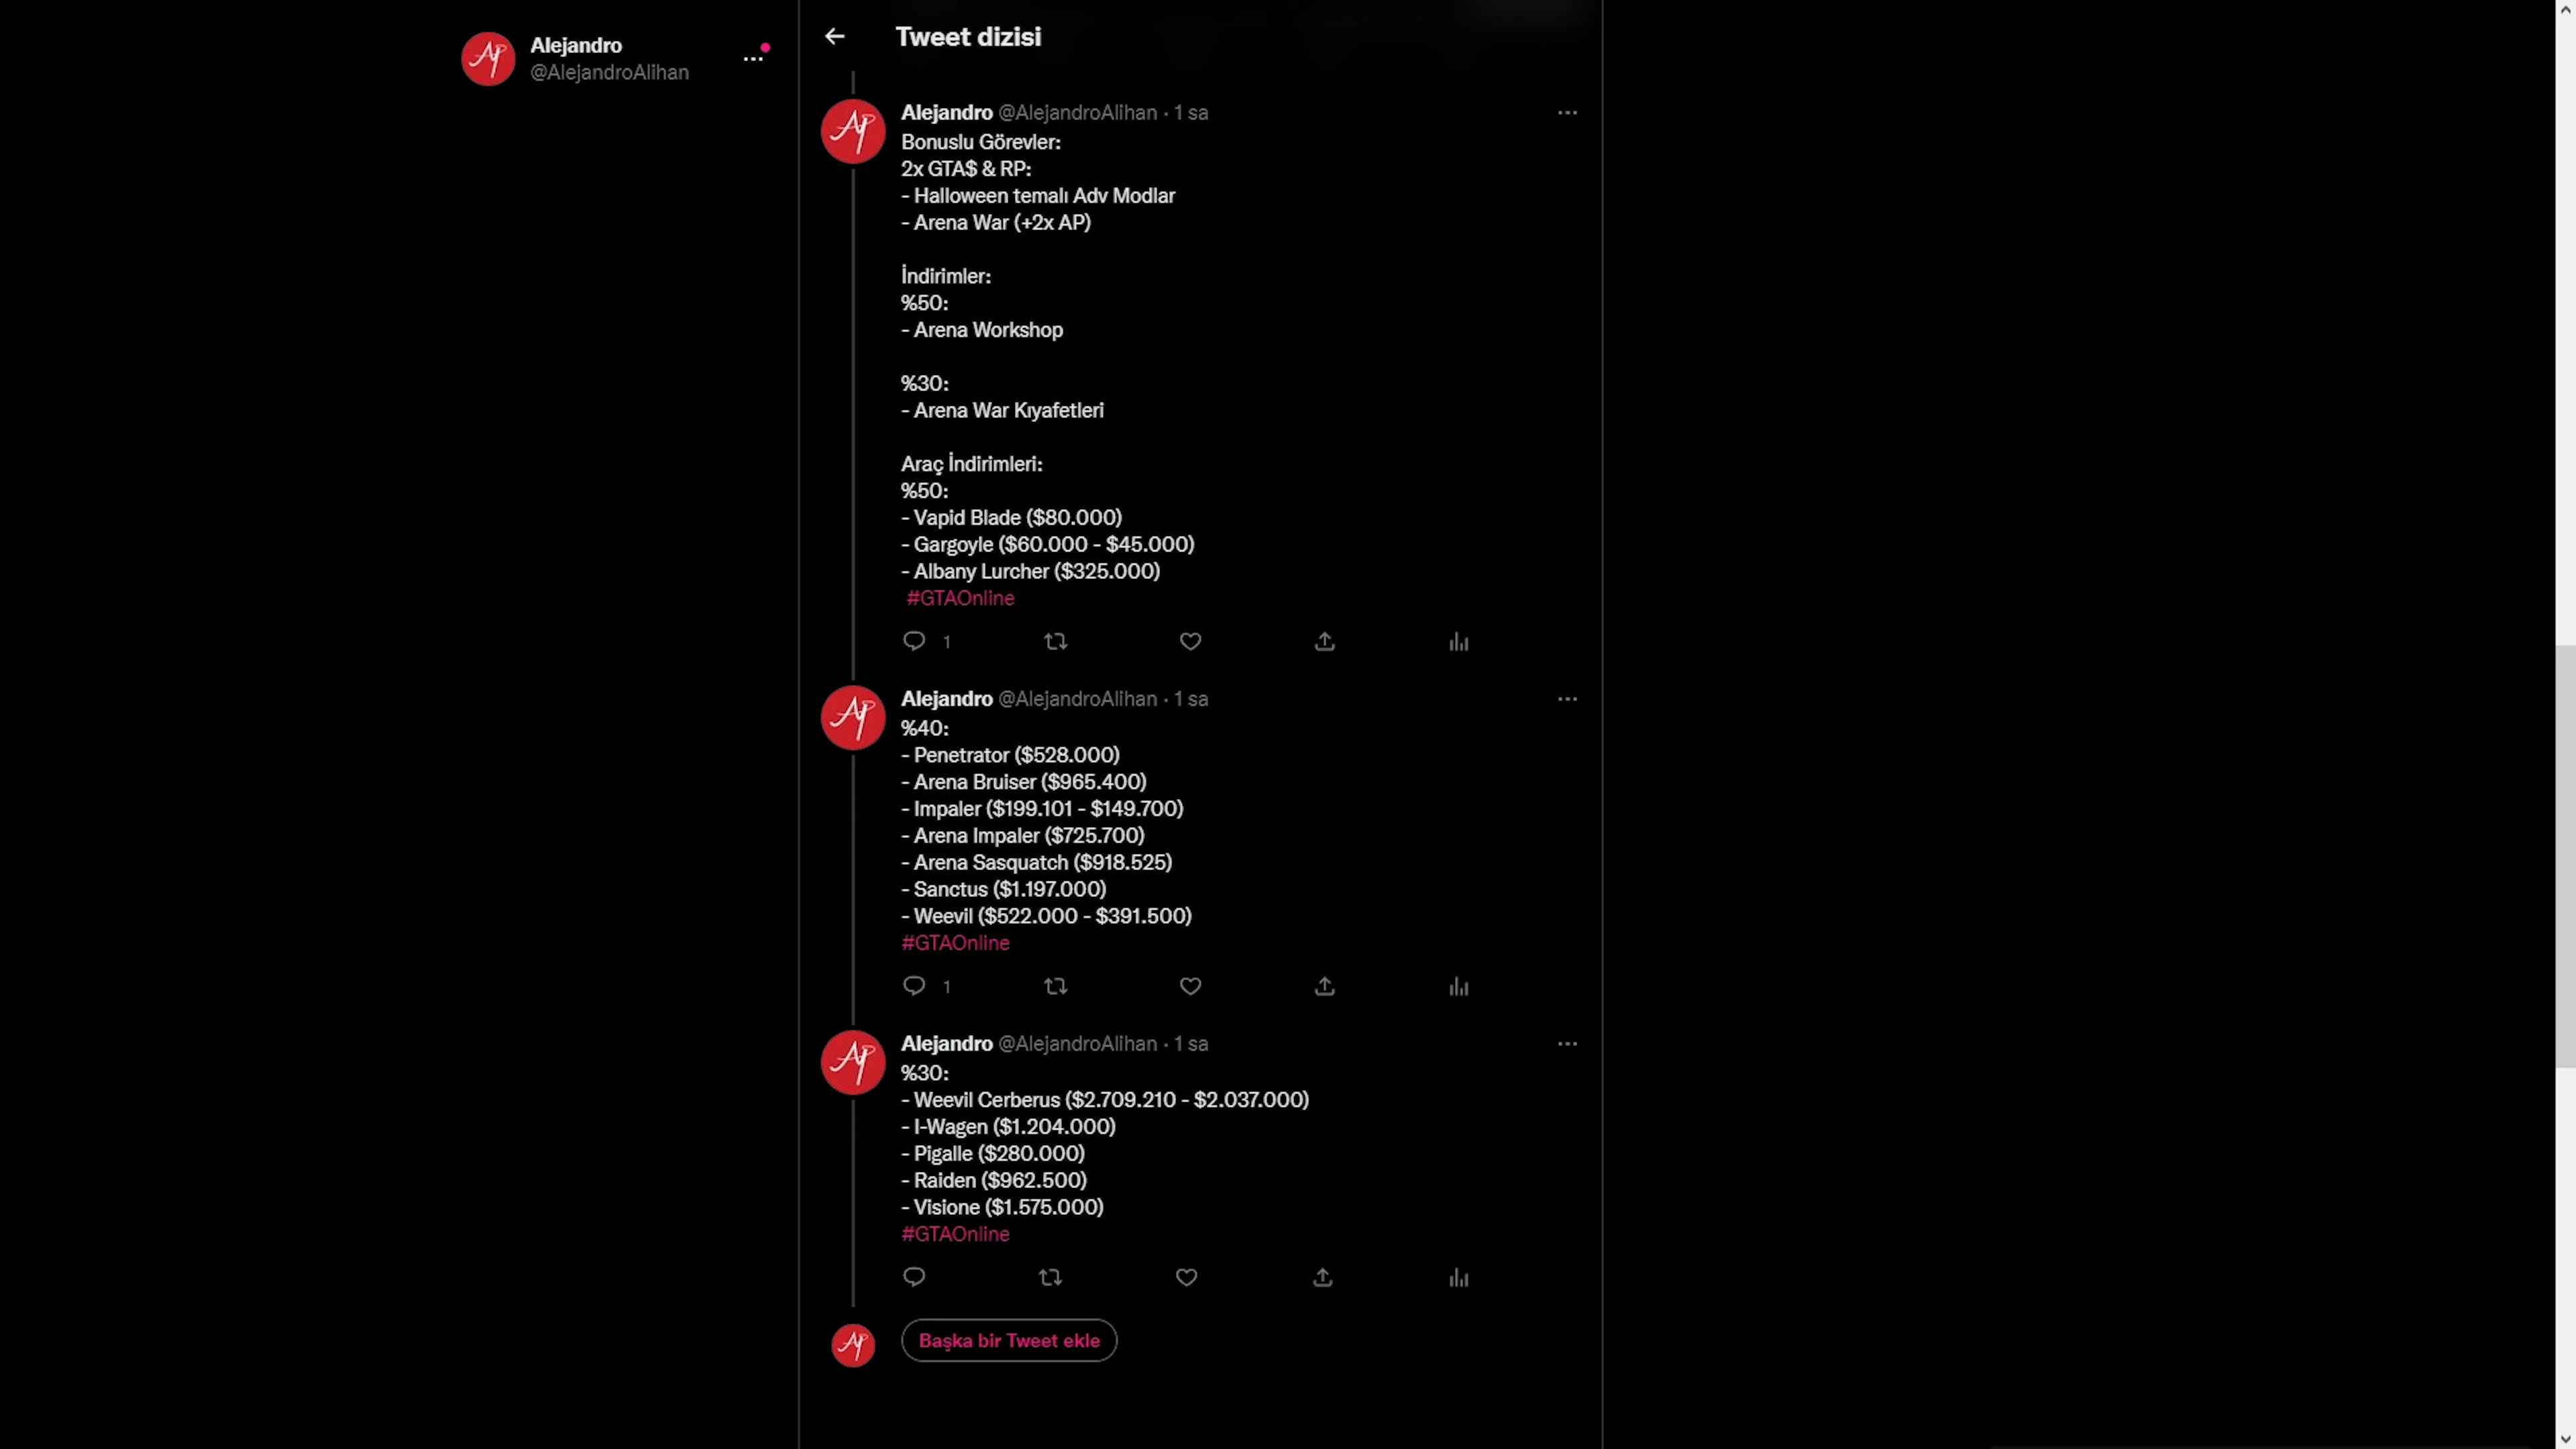 Alejandro
@AlejandroAlihan
Tweet dizisi
Alejandro @AlejandroAlihan · 1 sa
Bonuslu Görevler:
2x GTA$ & RP:
- Halloween temalı Adv Modlar
- Arena War (+2x AP)
İndirimler:
%50:
- Arena Workshop
%30:
- Arena War Kıyafetleri
Araç İndirimleri:
%50:
- Vapid Blade ($80.000)
- Gargoyle ($60.000 - $45.000)
- Albany Lurcher ($325.000)
#GTAOnline
1
Alejandro @AlejandroAlihan · 1 sa
%40:
- Penetrator ($528.000)
- Arena Bruiser ($965.400)
- Impaler ($199.101 - $149.700)
- Arena Impaler ($725.700)
- Arena Sasquatch ($918.525)
- Sanctus ($1.197.000)
- Weevil ($522.000 - $391.500)
#GTAOnline
1
Alejandro @AlejandroAlihan · 1 sa
%30:
- Weevil Cerberus ($2.709.210 - $2.037.000)
- I-Wagen ($1.204.000)
- Pigalle ($280.000)
- Raiden ($962.500)
- Visione ($1.575.000)
#GTAOnline
Başka bir Tweet ekle